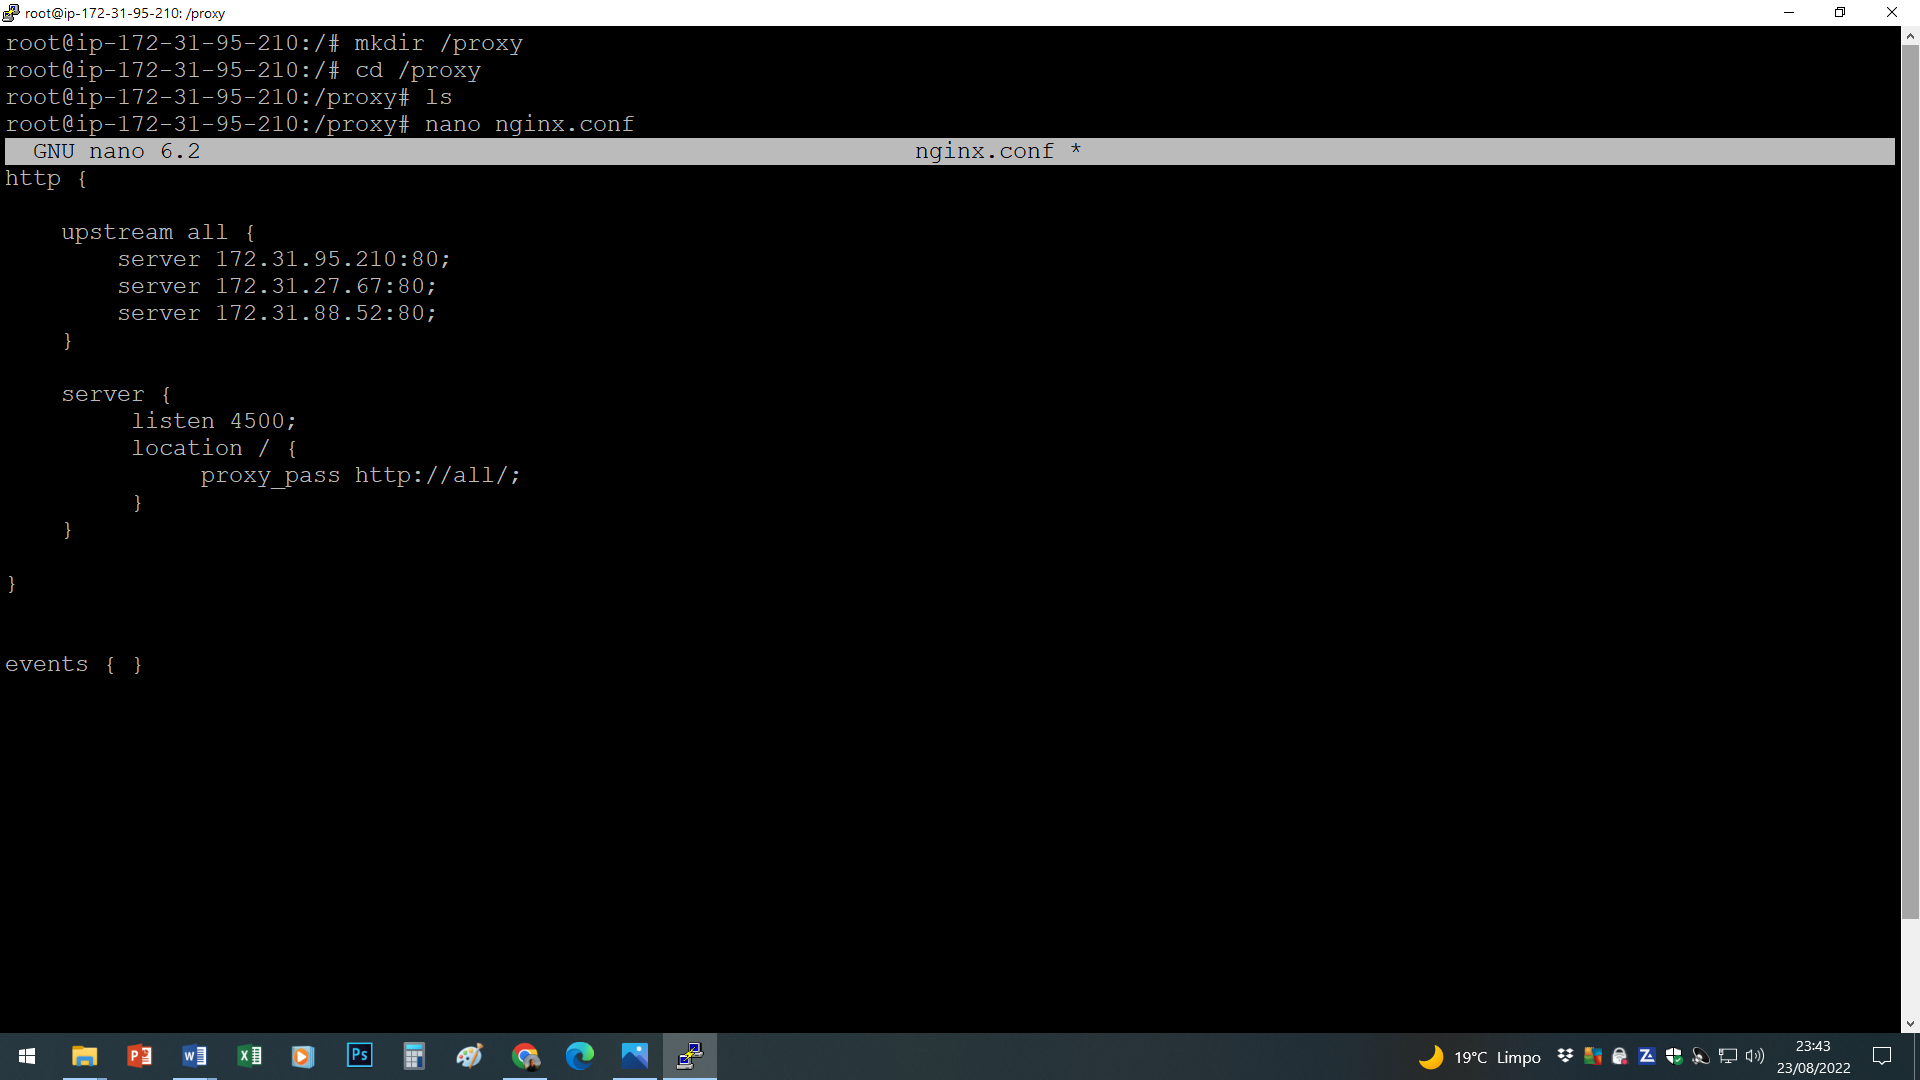 root@ip-172-31-95-210: /proxy
root@ip-172-31-95-210:/# mkdir /proxy
root@ip-172-31-95-210:/# cd /proxy
root@ip-172-31-95-210:/proxy# ls
root@ip-172-31-95-210:/proxy# nano nginx.conf
GNU nano 6.2 nginx.conf *
http {
upstream all {
server 172.31.95.210:80;
server 172.31.27.67:80;
server 172.31.88.52:80;
}
server {
listen 4500;
location / {
proxy_pass http://all/;
}
}
}
events { }
Ps
19°C Limpo
23:43
23/08/2022